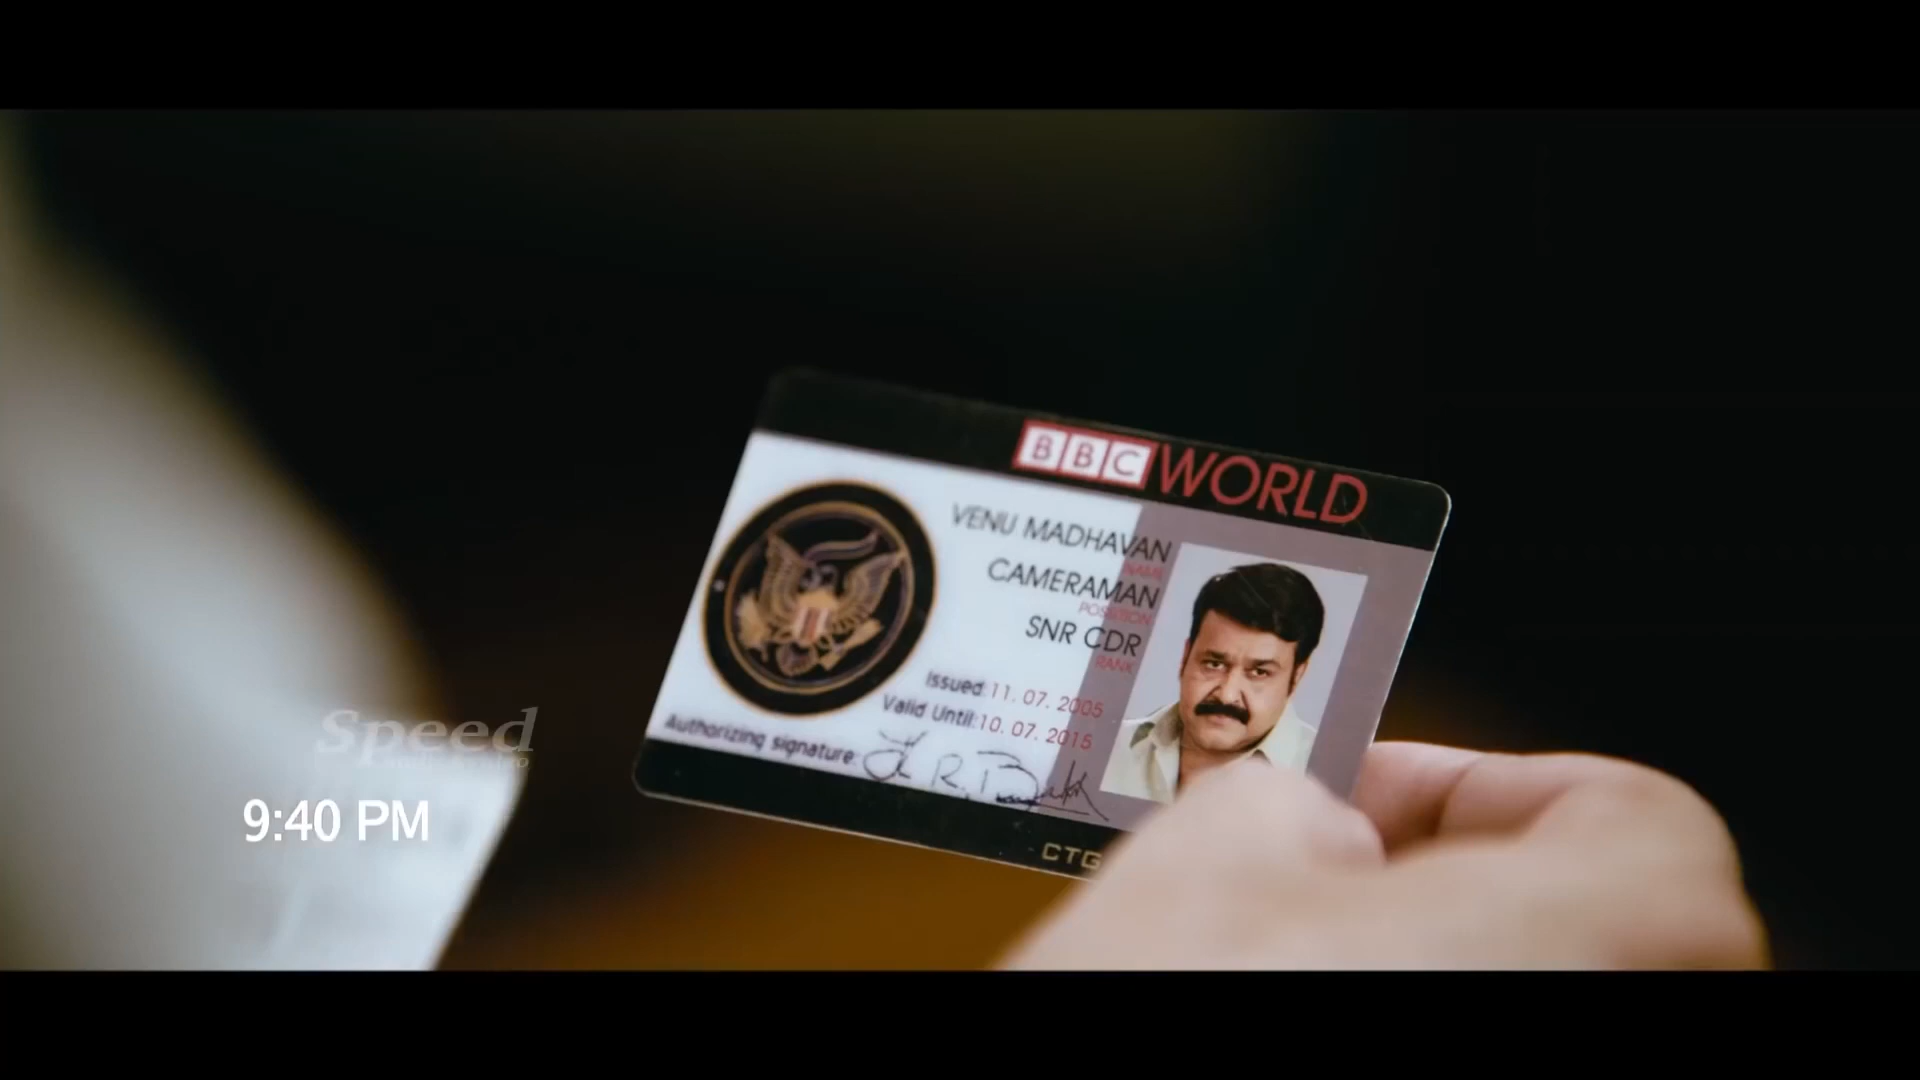 BBC WORLD
VENU MADHAVAN
NAME
CAMERAMAN
POSITION
SNR CDR
RANK
Issued: 11. 07. 2005
Valid Until: 10. 07. 2015
Authorizing signature:
CTG
Speed
9:40 PM